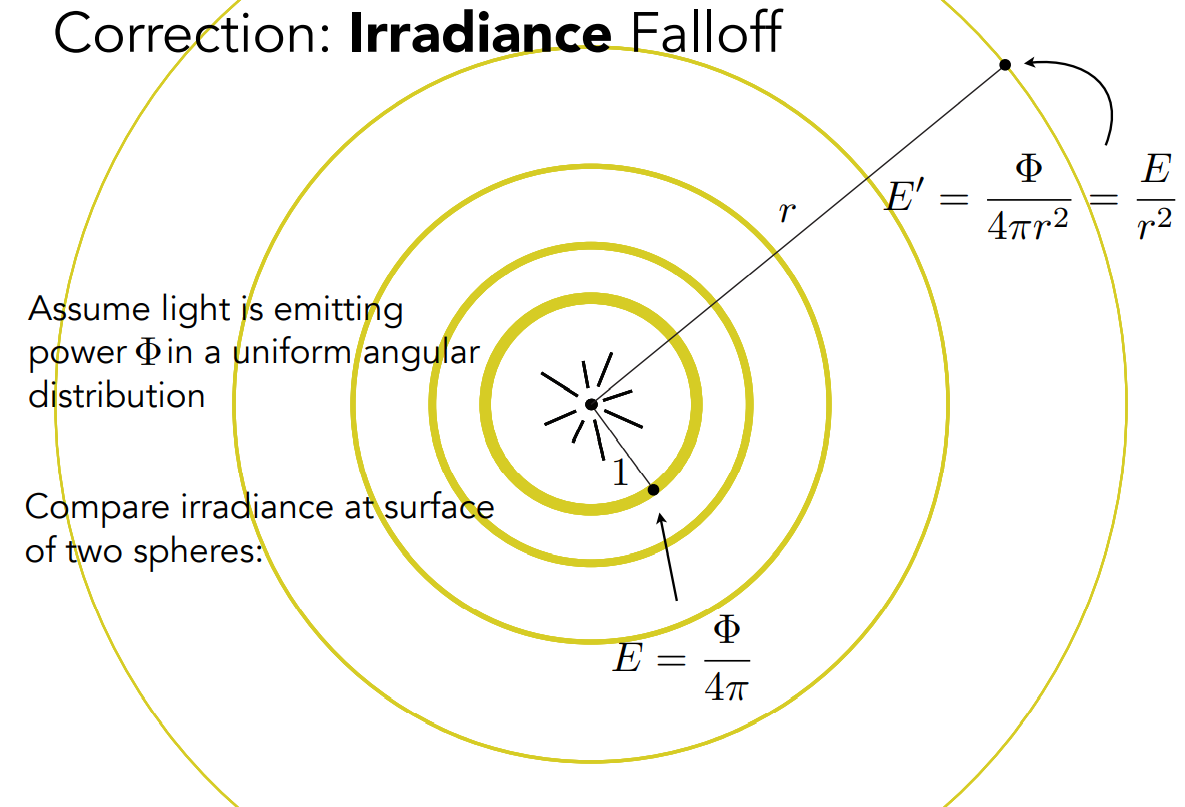 Correction: Irradiance Falloff
r
E′ = Φ/4πr² = E/r²
Assume light is emitting
power Φ in a uniform angular
distribution
1
Compare irradiance at surface
of two spheres:
E = Φ/4π